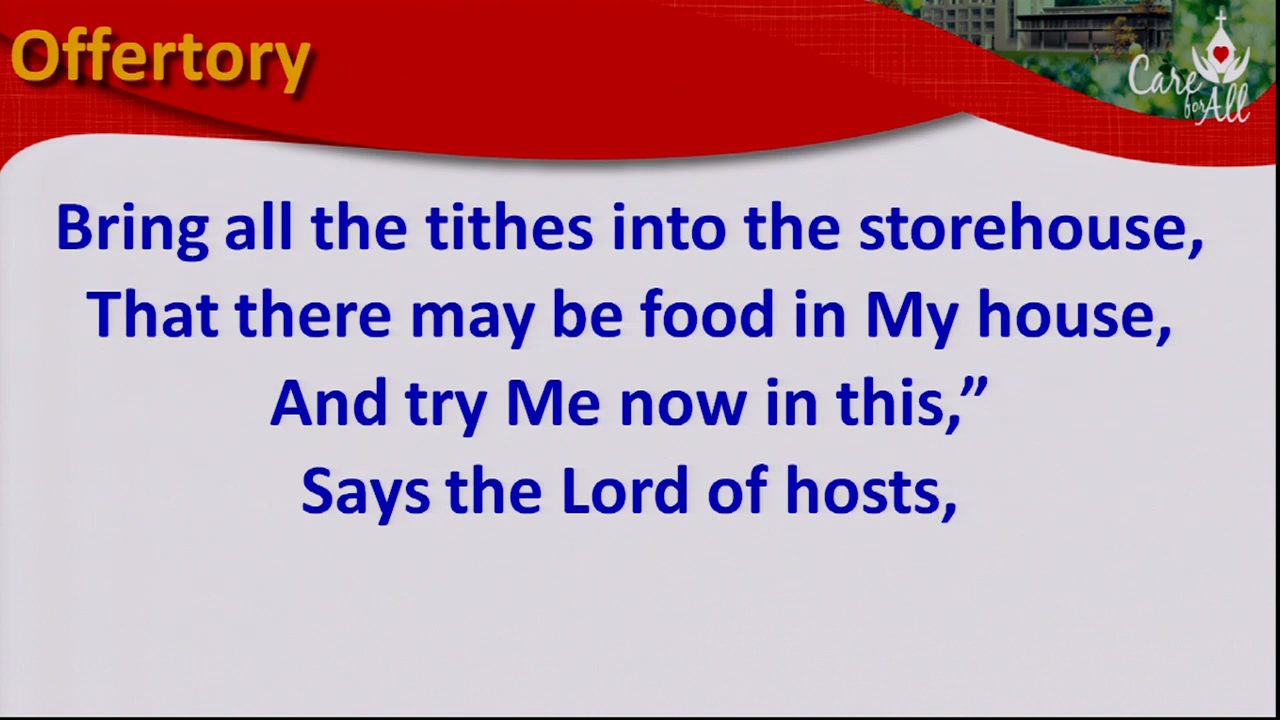 Offertory
Care
for All
Bring all the tithes into the storehouse,
That there may be food in My house,
And try Me now in this,”
Says the Lord of hosts,